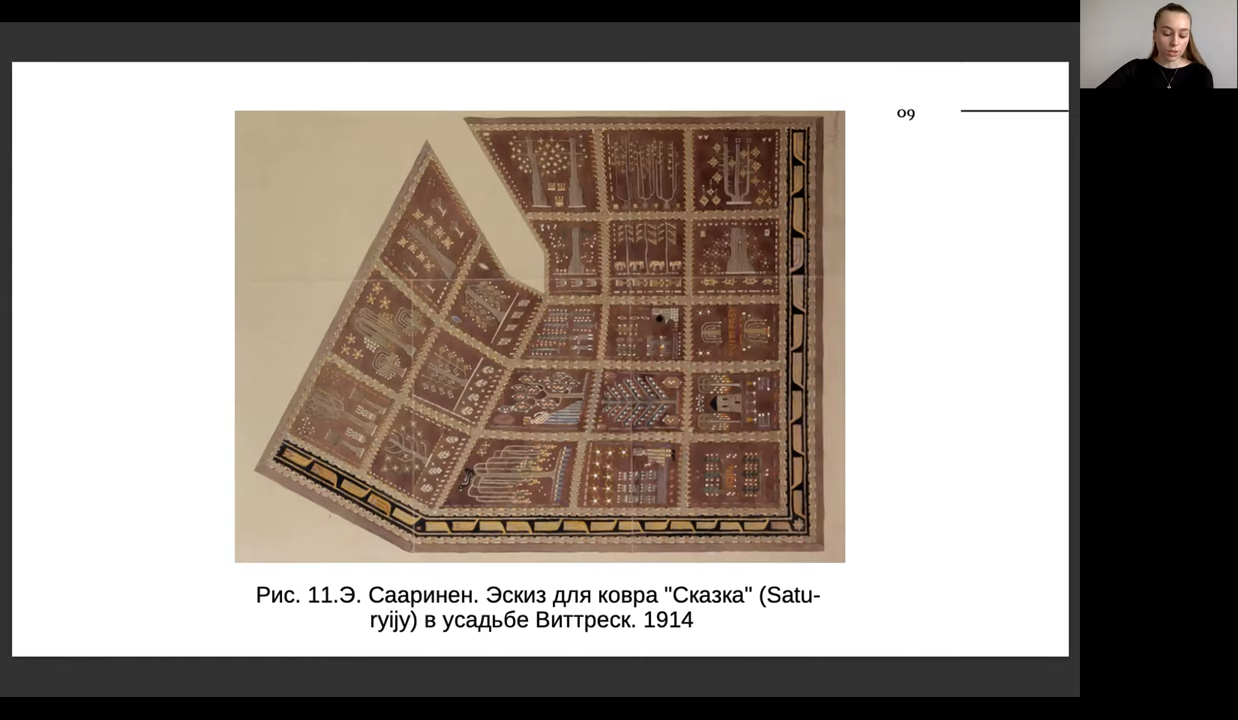 09
Рис. 11.Э. Сааринен. Эскиз для ковра "Сказка" (Satu-
ryijy) в усадьбе Виттреск. 1914